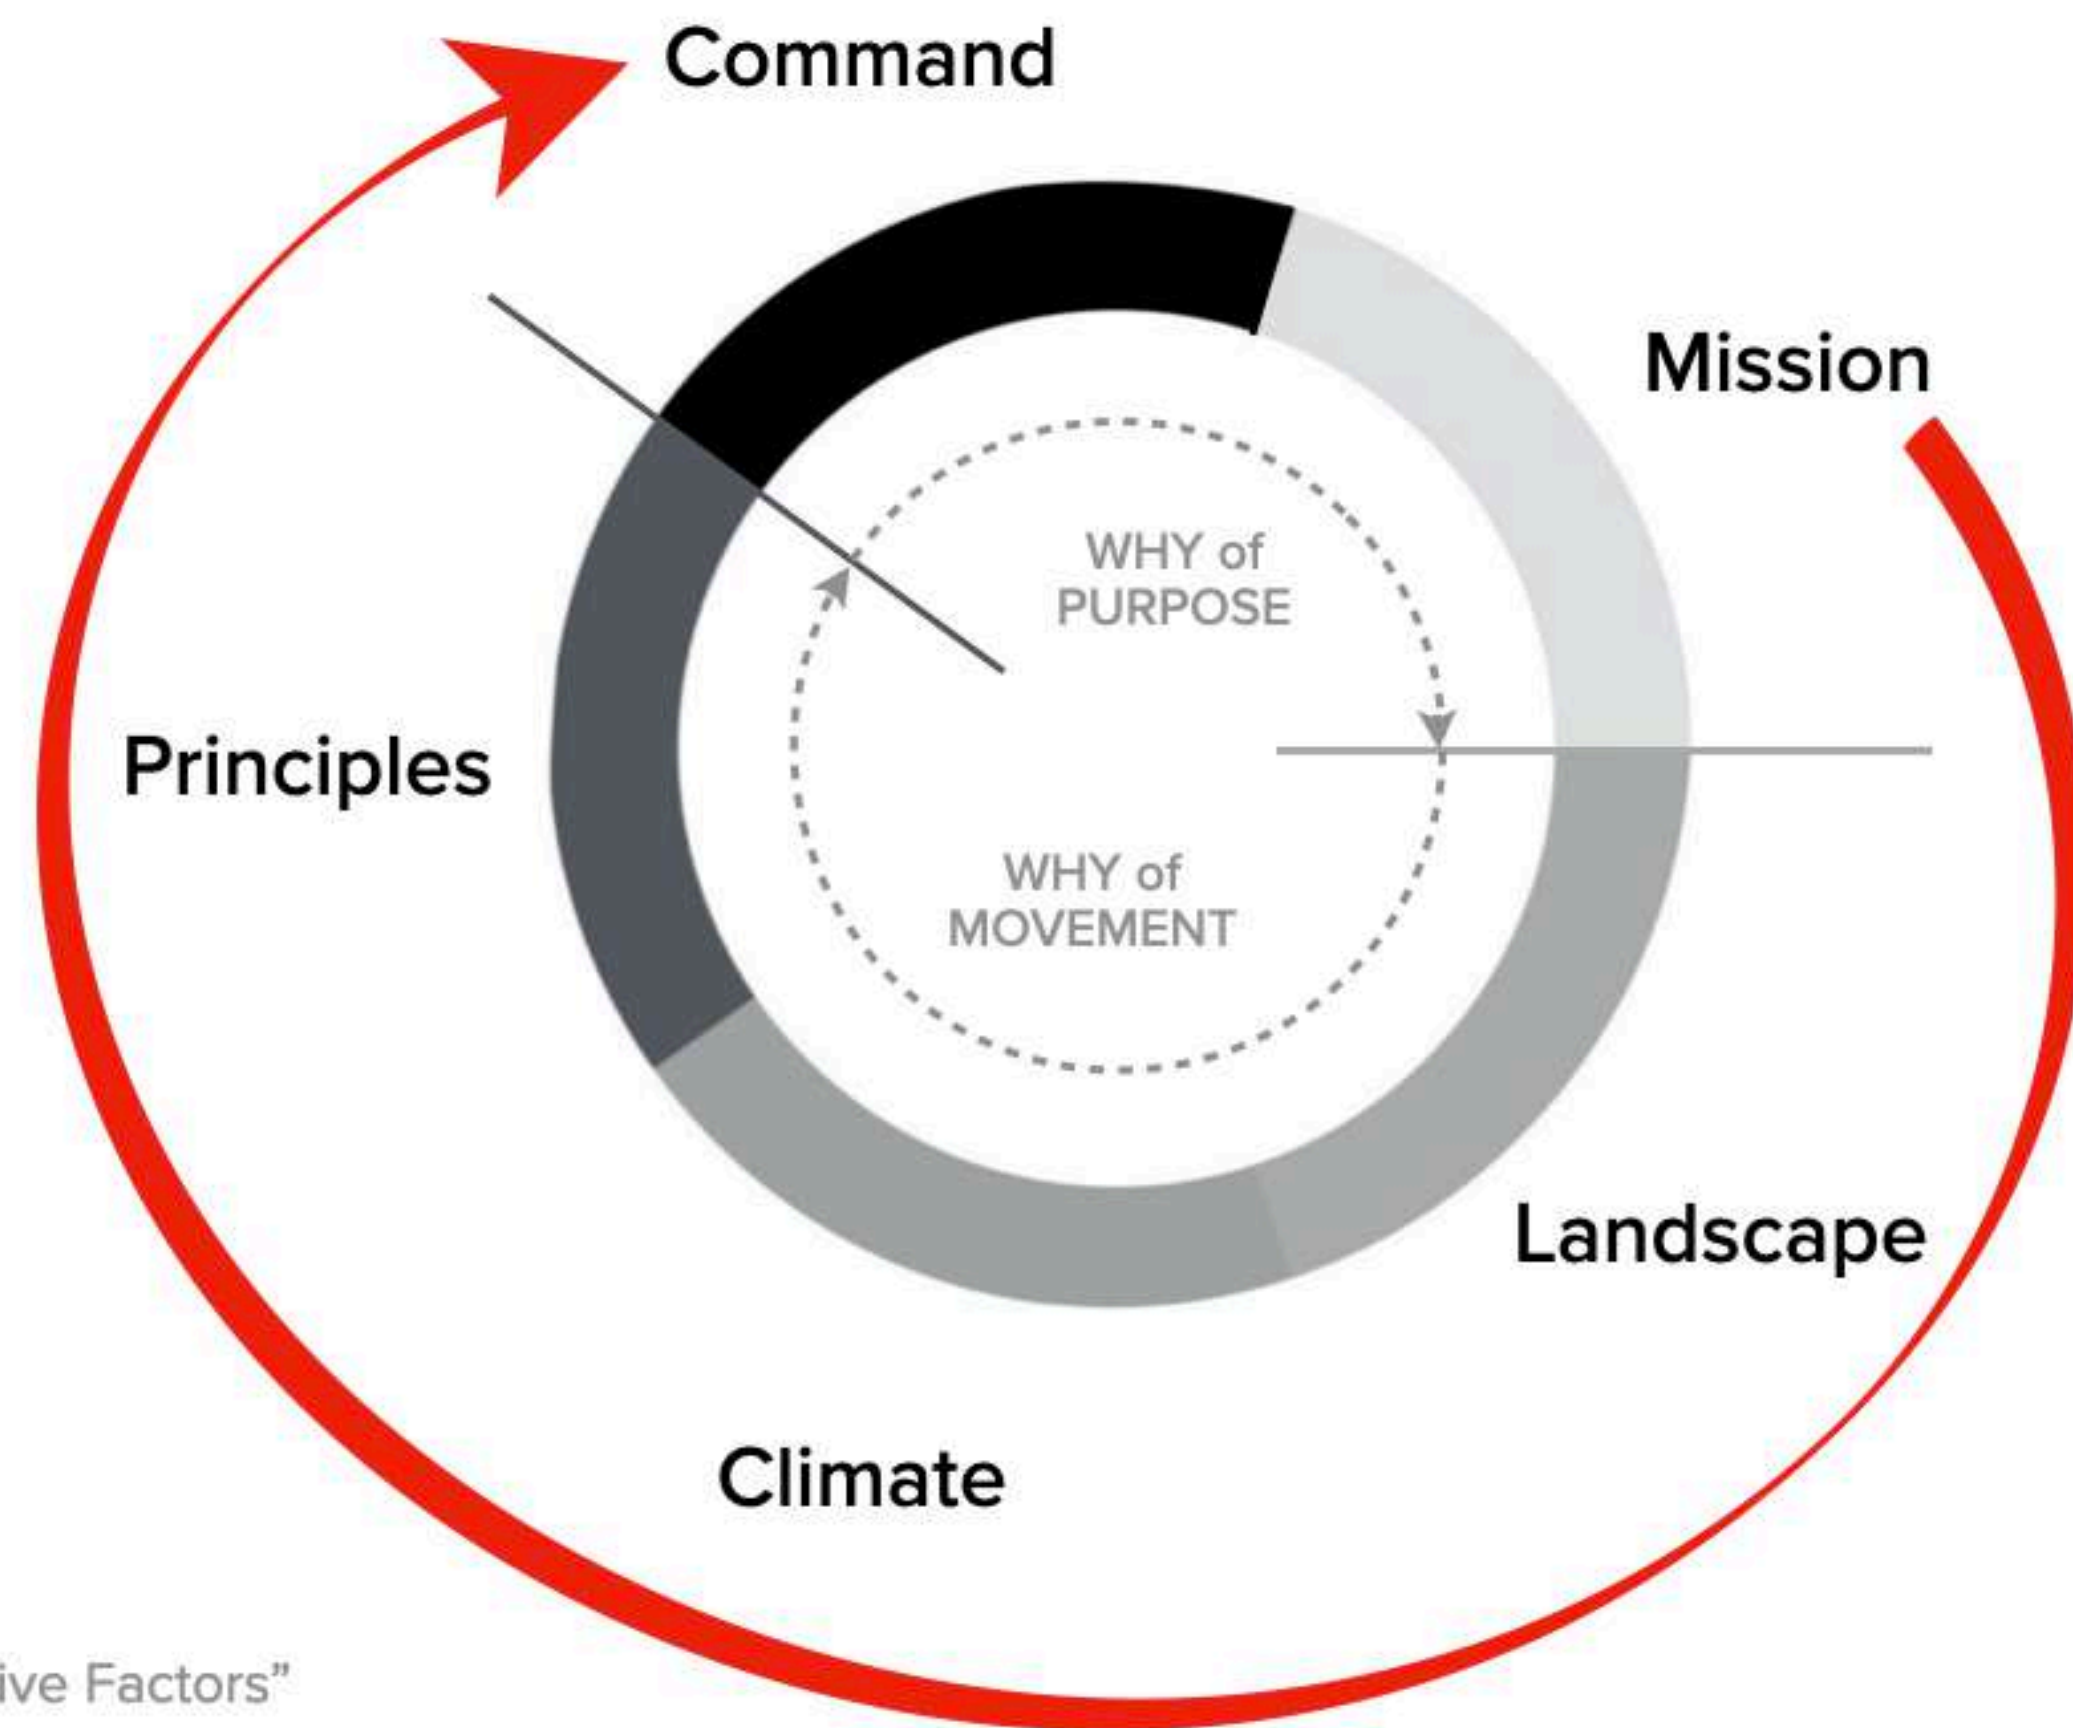 Command
Mission
WHY of
PURPOSE
Principles
WHY of
MOVEMENT
Landscape
Climate
ive Factors”